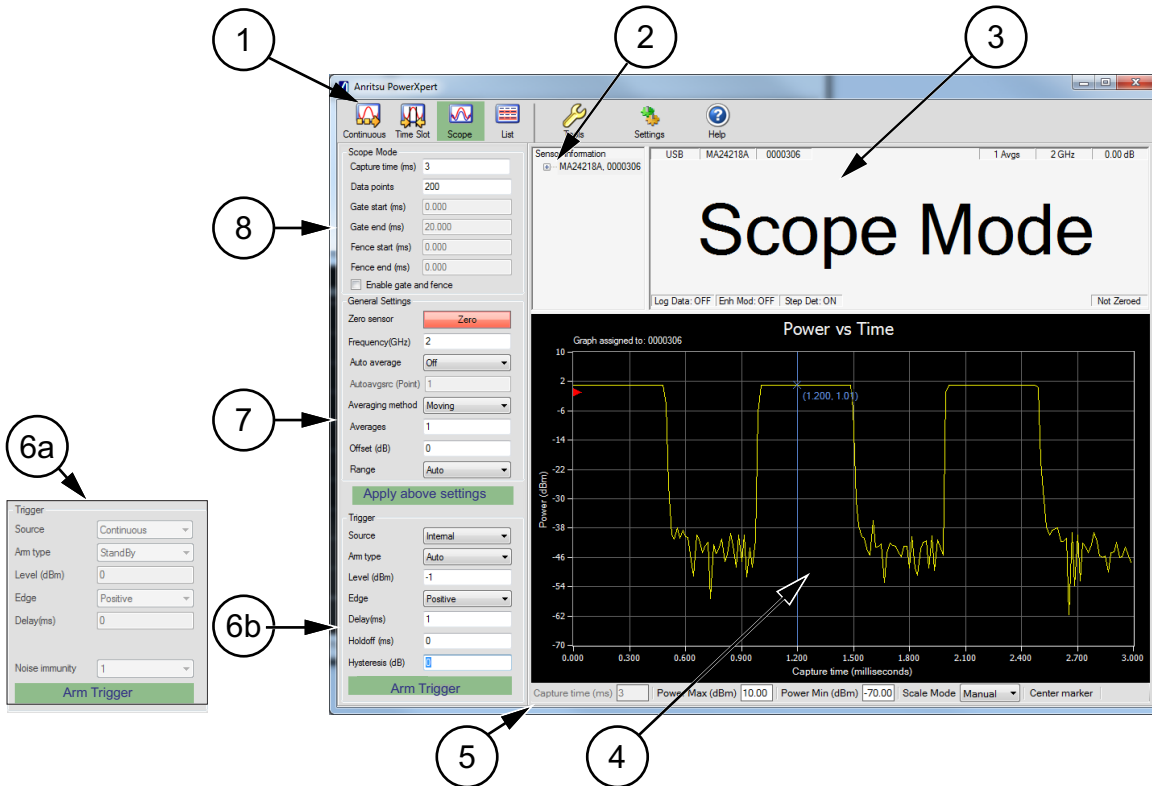 1
2
3
Anritsu PowerXpert
Continuous
Time Slot
Scope
List
Tools
Settings
Help
Scope Mode
Capture time (ms) 3
Data points 200
Gate start (ms) 0.000
Gate end (ms) 20.000
Fence start (ms) 0.000
Fence end (ms) 0.000
Enable gate and fence
8
General Settings
Zero sensor Zero
Frequency(GHz) 2
Auto average Off
Autoavgsrc (Point) 1
Averaging method Moving
Averages 1
Offset (dB) 0
Range Auto
7
Apply above settings
Trigger
Source Internal
Arm type Auto
Level (dBm) -1
Edge Positive
Delay(ms) 1
Holdoff (ms) 0
Hysteresis (dB) 0
Arm Trigger
6b
6a
Trigger
Source Continuous
Arm type StandBy
Level (dBm) 0
Edge Positive
Delay(ms) 0
Noise immunity 1
Arm Trigger
Sensor Information
MA24218A, 0000306
USB MA24218A 0000306
1 Avgs 2 GHz 0.00 dB
Scope Mode
Log Data: OFF Enh Mod: OFF Step Det: ON
Not Zeroed
Power vs Time
Graph assigned to: 0000306
10
2
-6
-14
-22
-30
-38
-46
-54
-62
-70
Power (dBm)
(1.200, 1.01)
0.000 0.300 0.600 0.900 1.200 1.500 1.800 2.100 2.400 2.700 3.000
Capture time (milliseconds)
Capture time (ms) 3 Power Max (dBm) 10.00 Power Min (dBm) -70.00 Scale Mode Manual Center marker
5
4